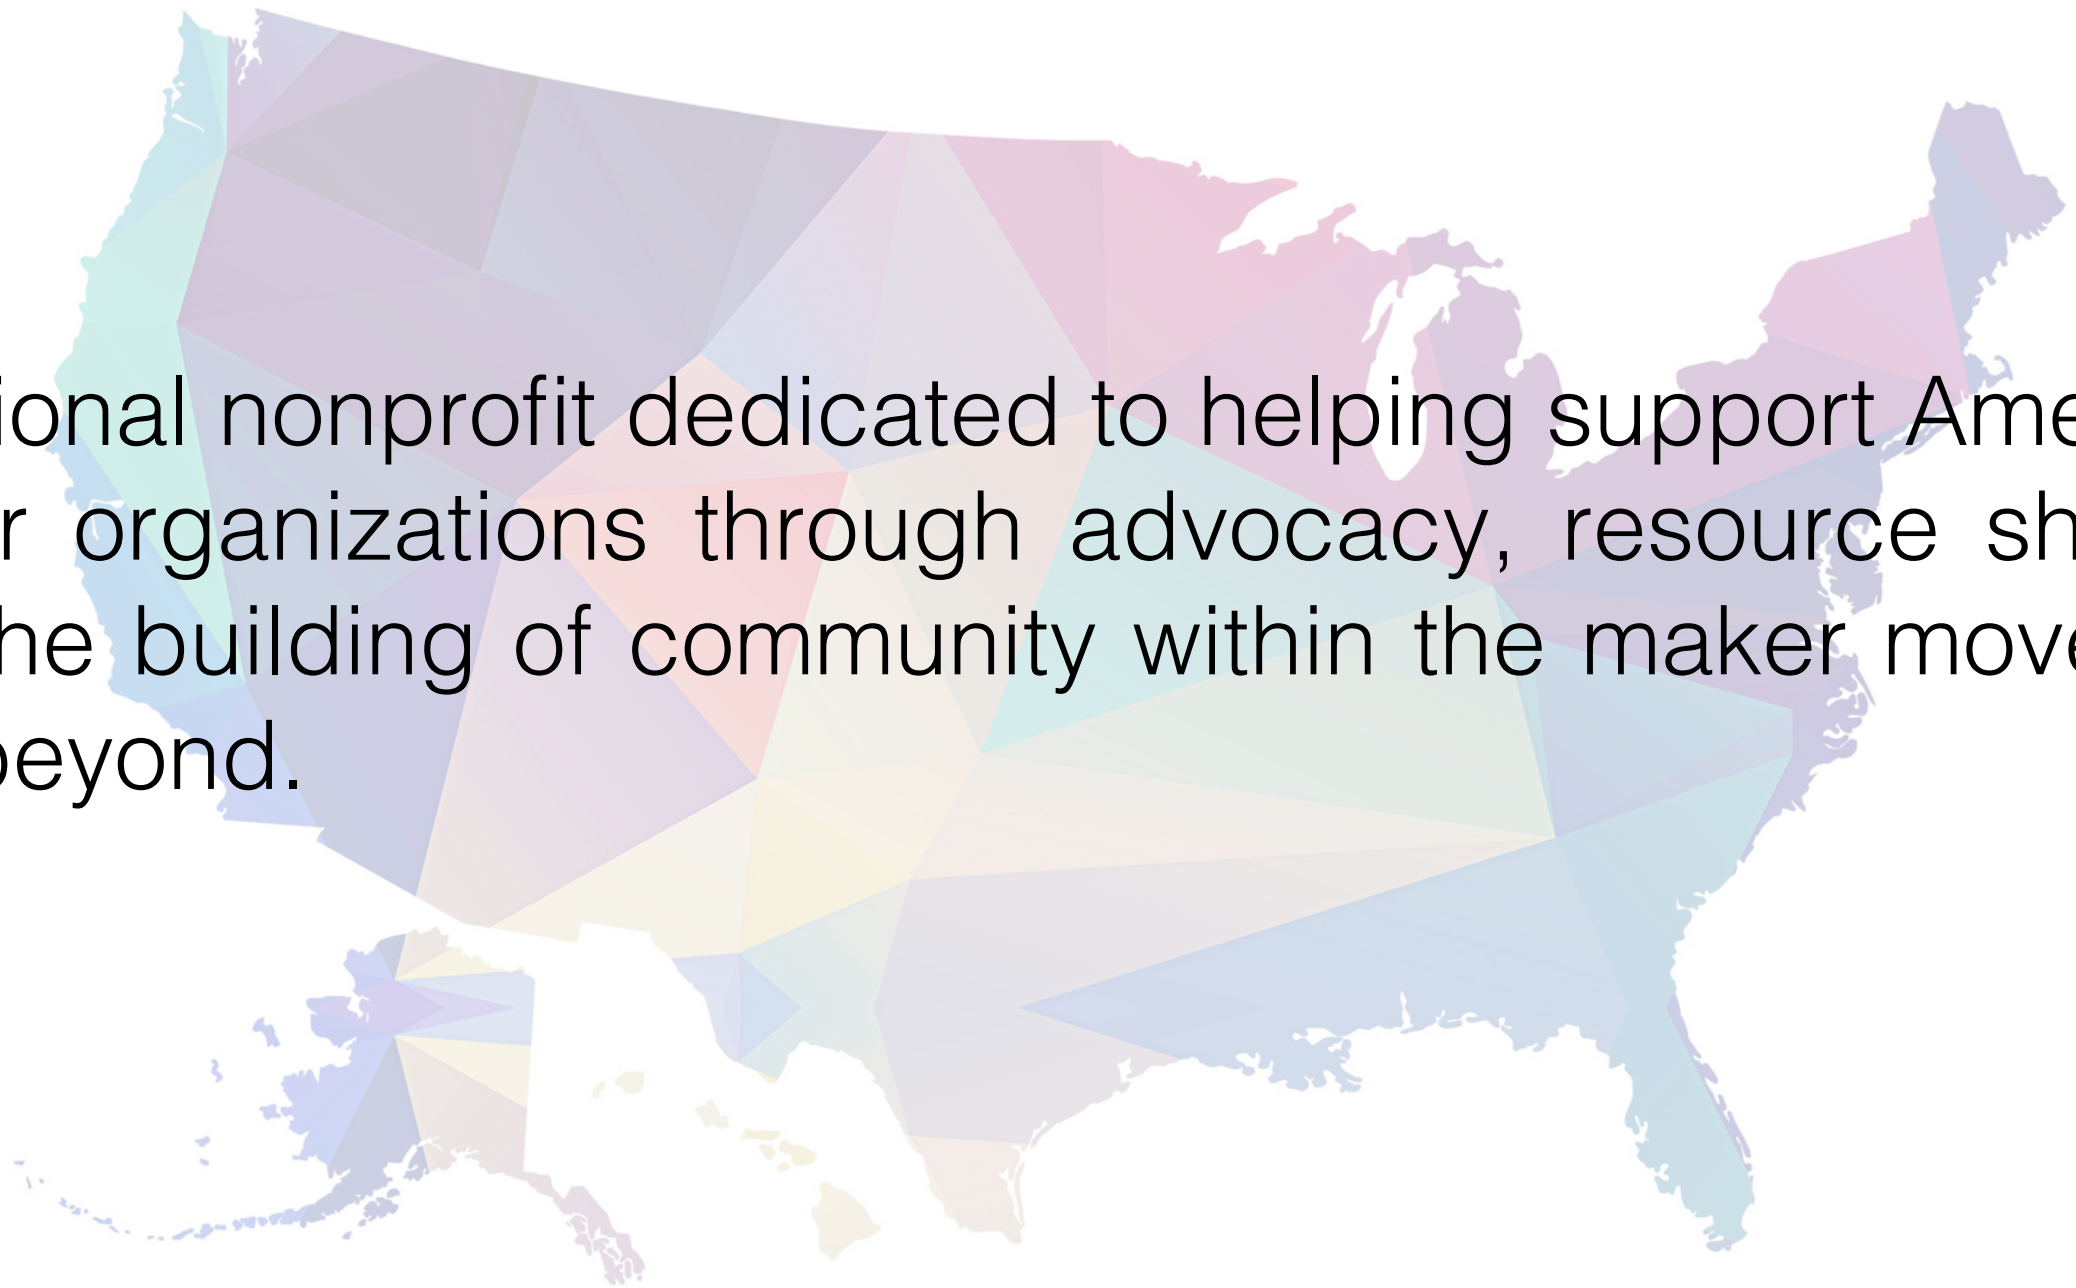 ional nonprofit dedicated to helping support Ame
r organizations through advocacy, resource sh
he building of community within the maker move
beyond.